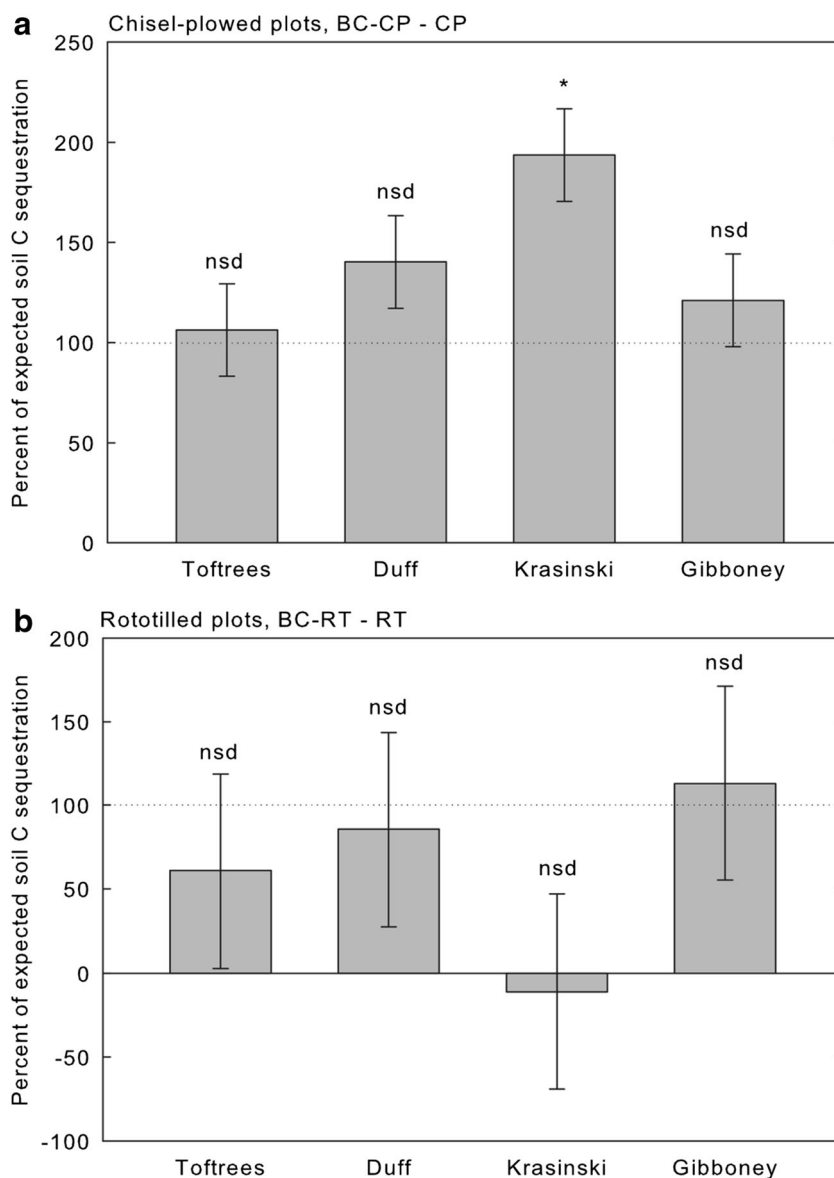 a
Chisel-plowed plots, BC-CP - CP
Percent of expected soil C sequestration
250
200
150
100
50
0
nsd
nsd
*
nsd
Toftrees
Duff
Krasinski
Gibboney
b
Rototilled plots, BC-RT - RT
Percent of expected soil C sequestration
200
150
100
50
0
-50
-100
nsd
nsd
nsd
nsd
Toftrees
Duff
Krasinski
Gibboney